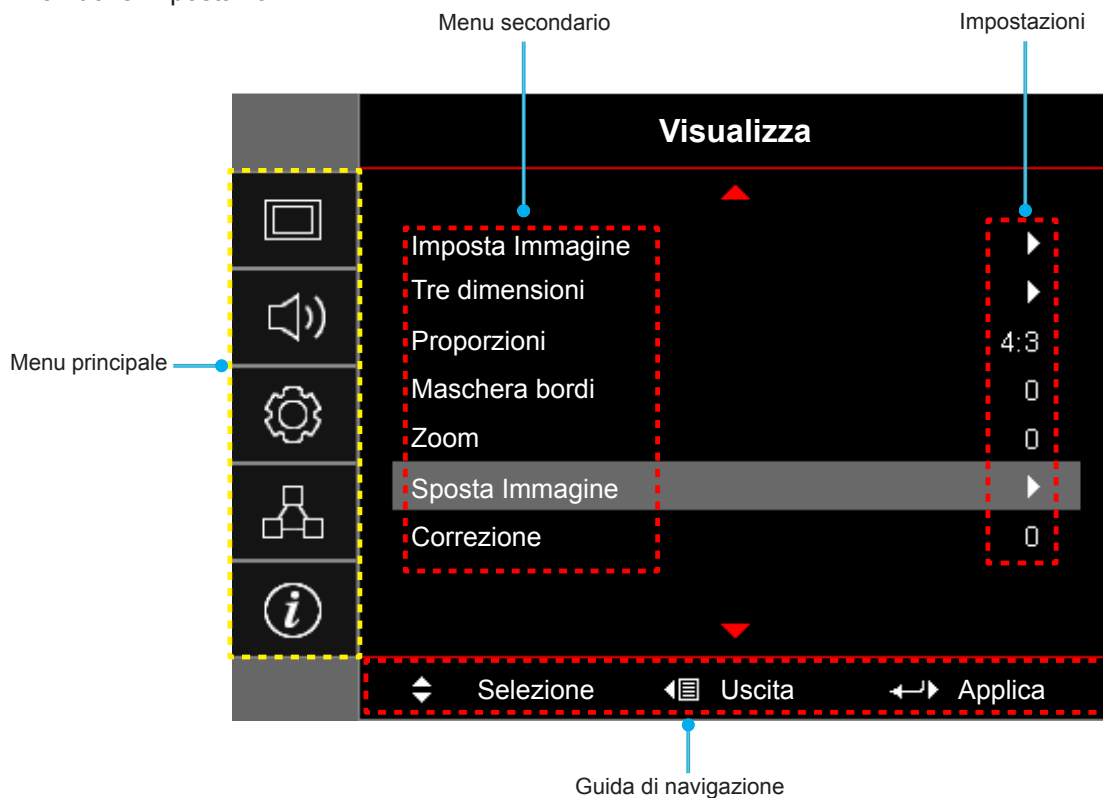 Menu secondario
Impostazioni
Visualizza
Imposta Immagine
Tre dimensioni
Proporzioni 4:3
Maschera bordi 0
Zoom 0
Sposta Immagine
Correzione 0
Menu principale
Selezione Uscita Applica
Guida di navigazione